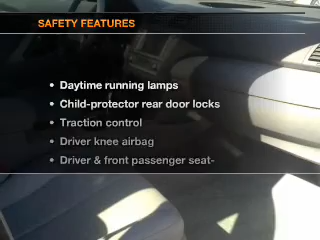 SAFETY FEATURES
• Daytime running lamps
• Child-protector rear door locks
• Traction control
• Driver knee airbag
• Driver & front passenger seat-